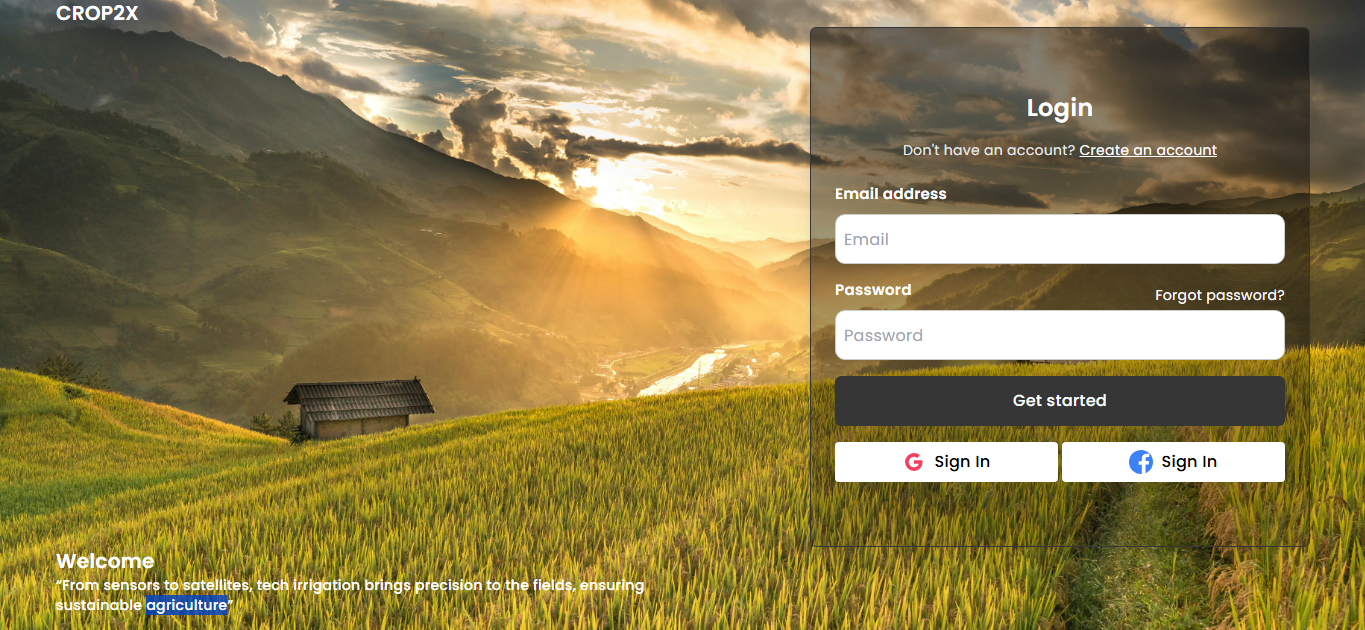 CROP2X
Login
Don't have an account? Create an account
Email address
Email
Password
Forgot password?
Password
Get started
Sign In
Sign In
Welcome
“From sensors to satellites, tech irrigation brings precision to the fields, ensuring
sustainable agriculture”